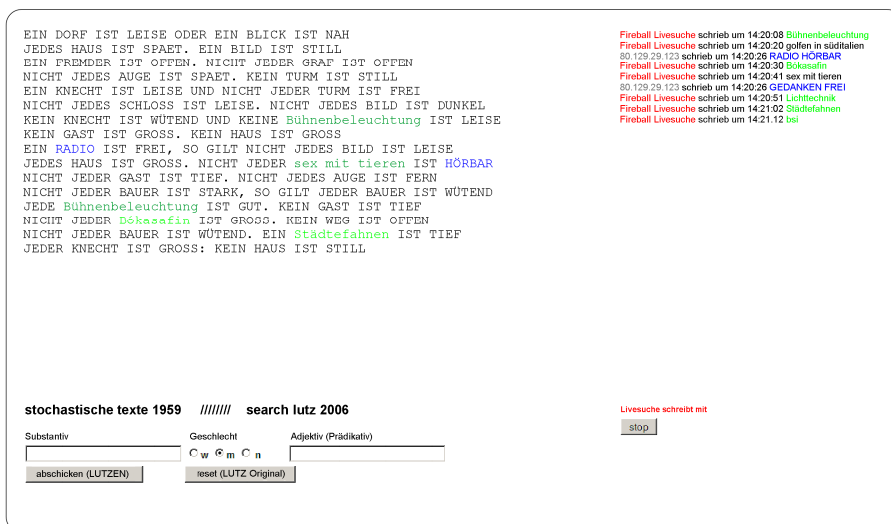 EIN DORF IST LEISE ODER EIN BLICK IST NAH
JEDES HAUS IST SPAET. EIN BILD IST STILL
EIN FREMDER IST OFFEN. NICHT JEDER GRAF IST OFFEN
NICHT JEDES AUGE IST SPAET. KEIN TURM IST STILL
EIN KNECHT IST LEISE UND NICHT JEDER TURM IST FREI
NICHT JEDES SCHLOSS IST LEISE. NICHT JEDES BILD IST DUNKEL
KEIN KNECHT IST WÜTEND UND KEINE Bühnenbeleuchtung IST LEISE
KEIN GAST IST GROSS. KEIN HAUS IST GROSS
EIN RADIO IST FREI, SO GILT NICHT JEDES BILD IST LEISE
JEDES HAUS IST GROSS. NICHT JEDER sex mit tieren IST HÖRBAR
NICHT JEDER GAST IST TIEF. NICHT JEDES AUGE IST FERN
NICHT JEDER BAUER IST STARK, SO GILT JEDER BAUER IST WÜTEND
JEDE Bühnenbeleuchtung IST GUT. KEIN GAST IST TIEF
NICHT JEDER Bökasafin IST GROSS. KEIN WEG IST OFFEN
NICHT JEDER BAUER IST WÜTEND. EIN Städtefahnen IST TIEF
JEDER KNECHT IST GROSS: KEIN HAUS IST STILL
Fireball Livesuche schrieb um 14:20:08 Bühnenbeleuchtung
Fireball Livesuche schrieb um 14:20:20 golfen in süditalien
80.129.29.123 schrieb um 14:20:26 RADIO HÖRBAR
Fireball Livesuche schrieb um 14:20:30 Bökasafin
Fireball Livesuche schrieb um 14:20:41 sex mit tieren
80.129.29.123 schrieb um 14:20:26 GEDANKEN FREI
Fireball Livesuche schrieb um 14:20:51 Lichttechnik
Fireball Livesuche schrieb um 14:21:02 Städtefahnen
Fireball Livesuche schrieb um 14:21.12 bsi
stochastische texte 1959 //////// search lutz 2006
Substantiv Geschlecht Adjektiv (Prädikativ)
w m n
abschicken (LUTZEN) reset (LUTZ Original)
Livesuche schreibt mit
stop